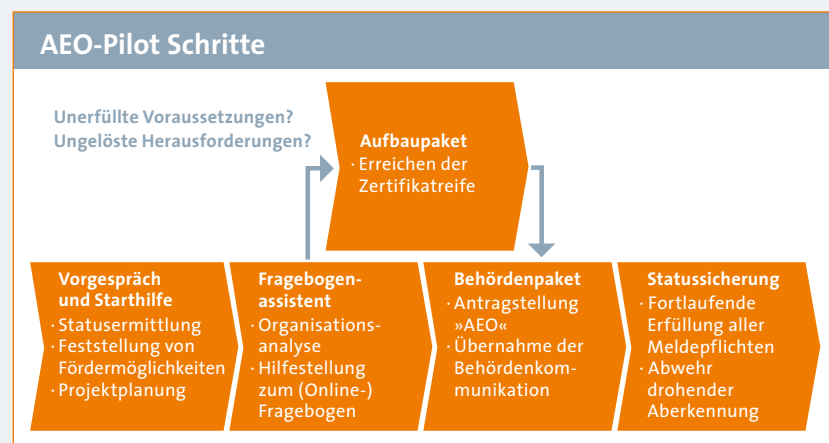 AEO-Pilot Schritte
Unerfüllte Voraussetzungen?
Ungelöste Herausforderungen?
Aufbaupaket
· Erreichen der
Zertifikatreife
Vorgespräch
und Starthilfe
· Statusermittlung
· Feststellung von
Fördermöglichkeiten
· Projektplanung
Fragebogen-
assistent
· Organisations-
analyse
· Hilfestellung
zum (Online-)
Fragebogen
Behördenpaket
· Antragstellung
»AEO«
· Übernahme der
Behördenkom-
munikation
Statussicherung
· Fortlaufende
Erfüllung aller
Meldepflichten
· Abwehr
drohender
Aberkennung